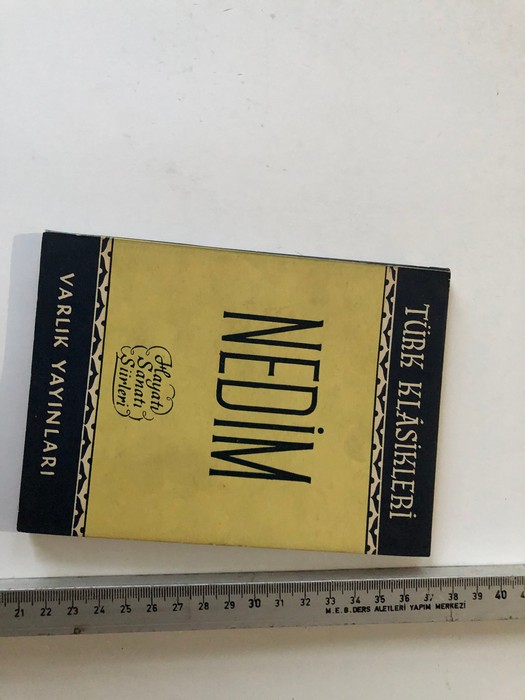 TÜRK KLÂSİKLERİ
NEDİM
Hayatı
Sanatı
Şiirleri
VARLIK YAYINLARI
21 22 23 24 25 26 27 28 29 30 31 32 33 34 35 36 37 38 39 40
M.E.B. DERS ALETLERİ YAPIM MERKEZİ